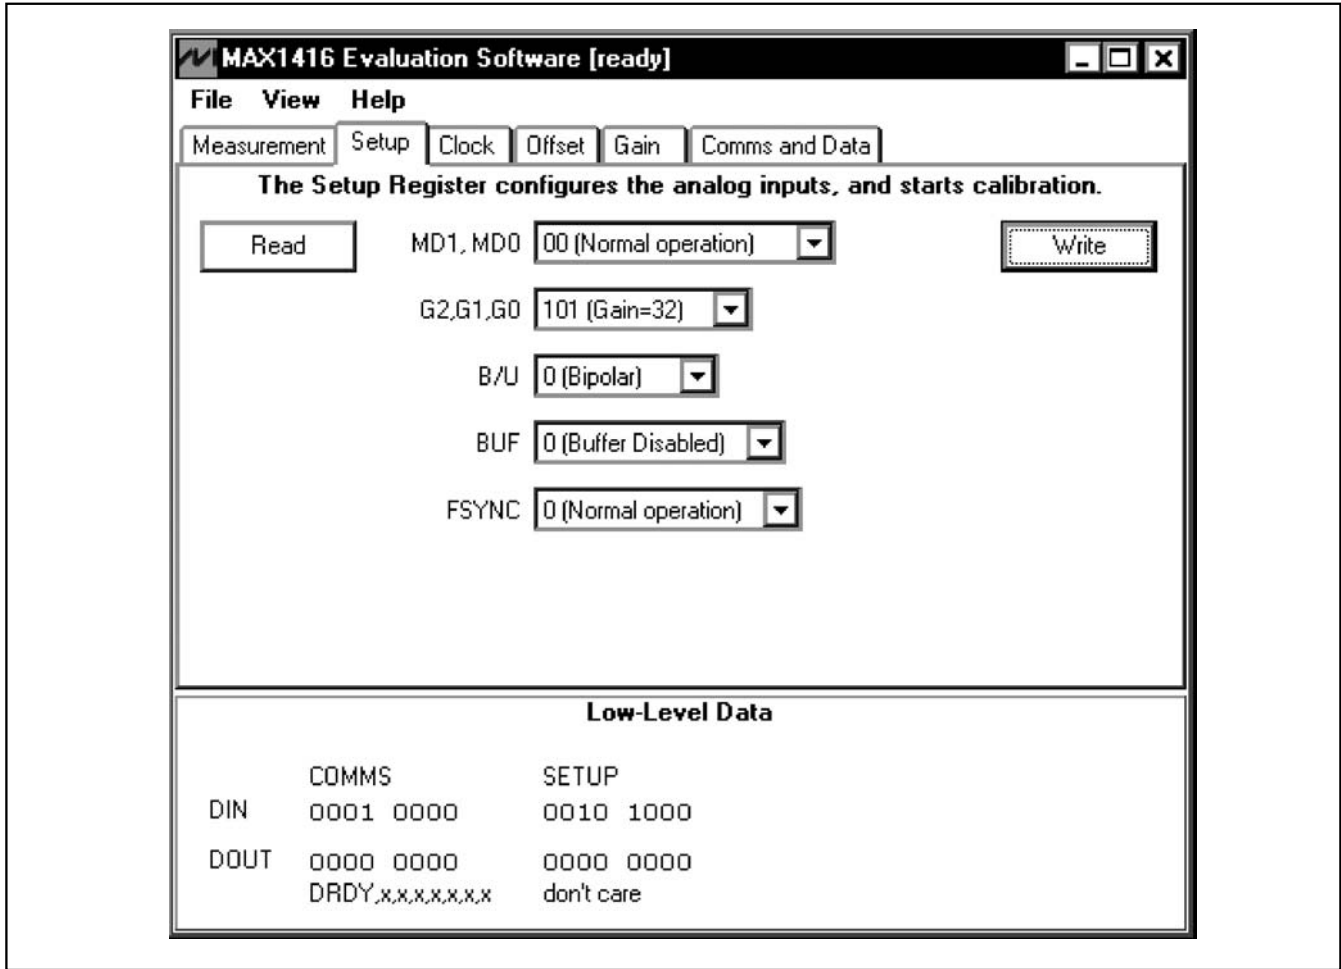 MAX1416 Evaluation Software [ready]
File View Help
Measurement Setup Clock Offset Gain Comms and Data
The Setup Register configures the analog inputs, and starts calibration.
Read MD1, MD0 00 (Normal operation) Write
G2,G1,G0 101 (Gain=32)
B/U 0 (Bipolar)
BUF 0 (Buffer Disabled)
FSYNC 0 (Normal operation)
Low-Level Data
COMMS SETUP
DIN 0001 0000 0010 1000
DOUT 0000 0000 0000 0000
DRDY,x,x,x,x,x,x,x don't care